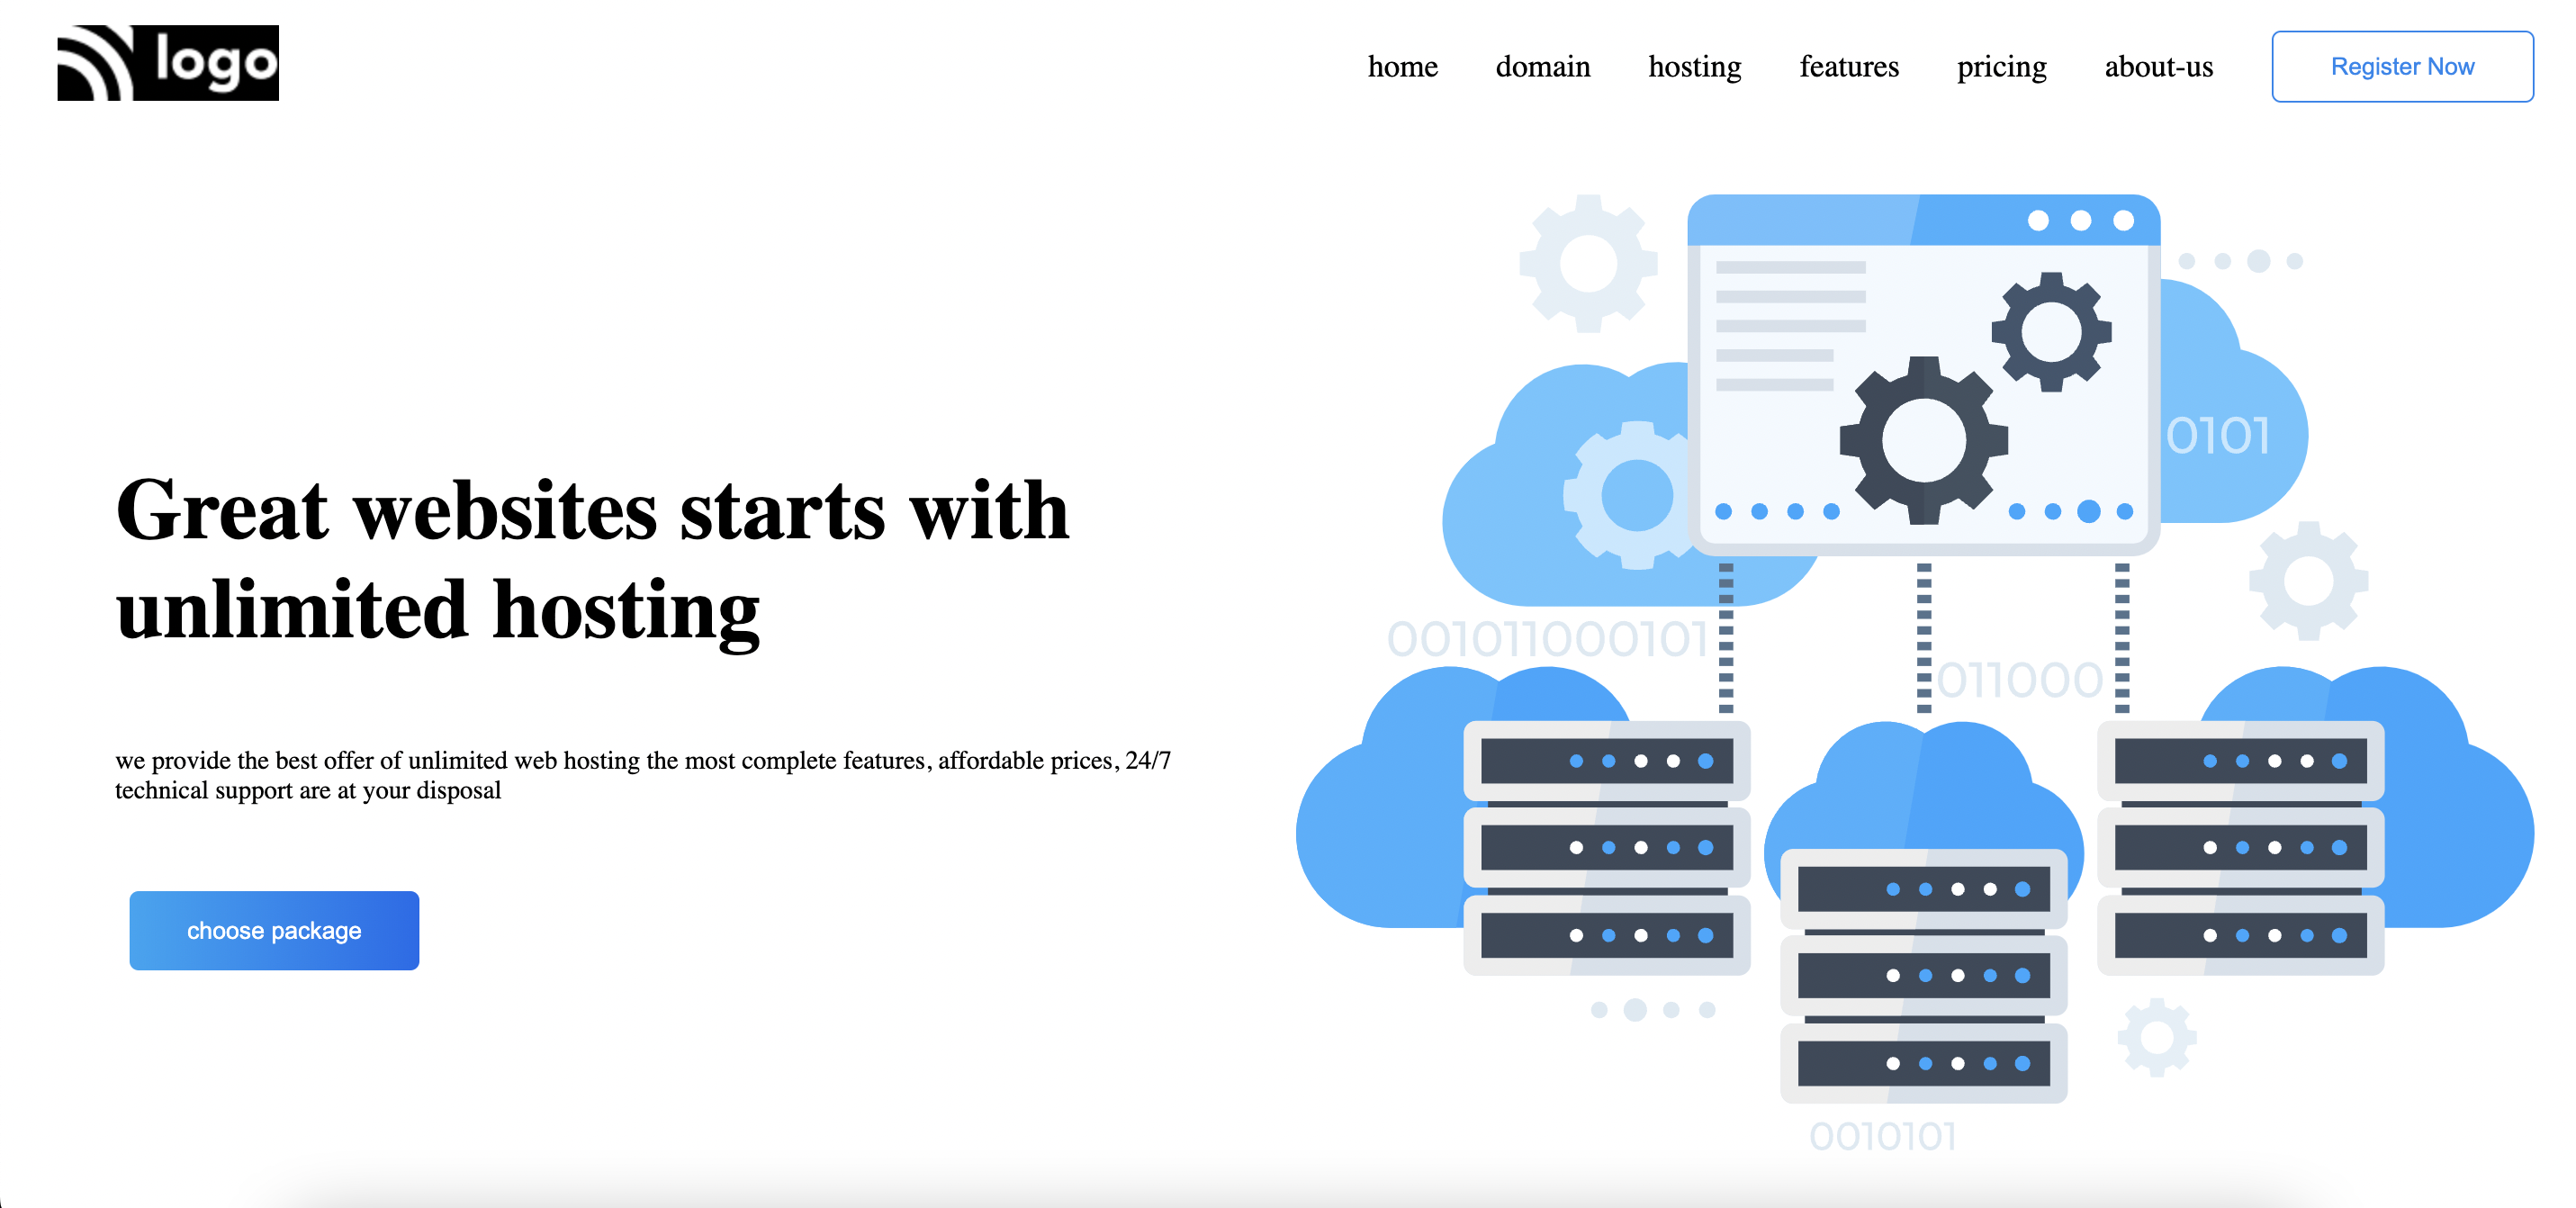 logo
home domain hosting features pricing about-us Register Now
Great websites starts with
unlimited hosting
we provide the best offer of unlimited web hosting the most complete features, affordable prices, 24/7
technical support are at your disposal
choose package
0101
001011000101
011000
0010101